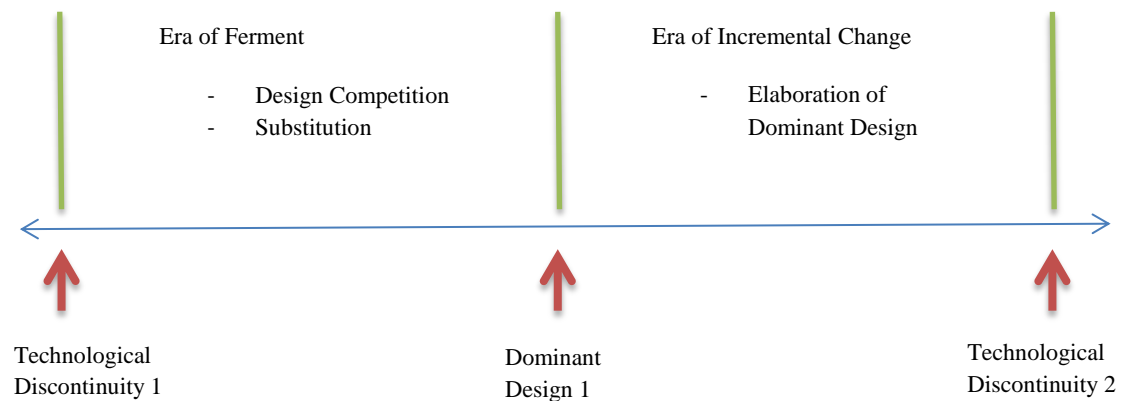 Era of Ferment
- Design Competition
- Substitution
Era of Incremental Change
- Elaboration of
Dominant Design
Technological
Discontinuity 1
Dominant
Design 1
Technological
Discontinuity 2